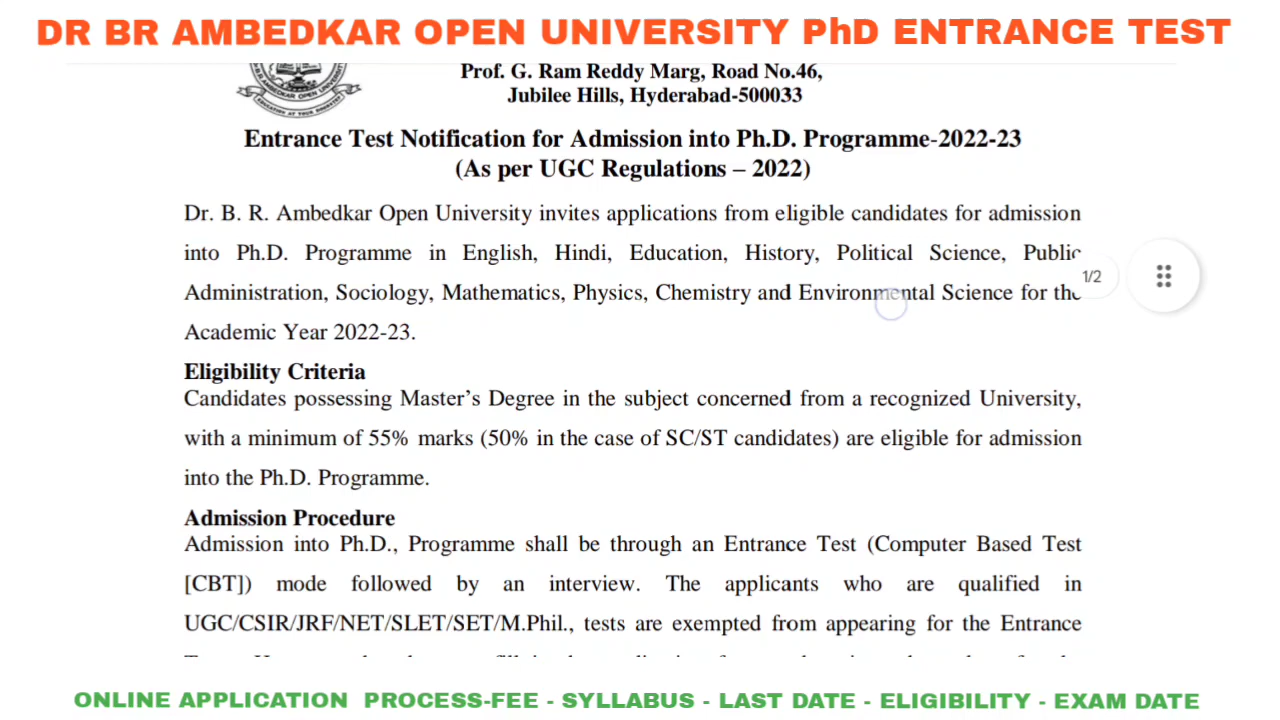 DR BR AMBEDKAR OPEN UNIVERSITY PhD ENTRANCE TEST
Prof. G. Ram Reddy Marg, Road No.46,
Jubilee Hills, Hyderabad-500033
Entrance Test Notification for Admission into Ph.D. Programme-2022-23
(As per UGC Regulations – 2022)
Dr. B. R. Ambedkar Open University invites applications from eligible candidates for admission
into Ph.D. Programme in English, Hindi, Education, History, Political Science, Public
1/2
Administration, Sociology, Mathematics, Physics, Chemistry and Environmental Science for the
Academic Year 2022-23.
Eligibility Criteria
Candidates possessing Master's Degree in the subject concerned from a recognized University,
with a minimum of 55% marks (50% in the case of SC/ST candidates) are eligible for admission
into the Ph.D. Programme.
Admission Procedure
Admission into Ph.D., Programme shall be through an Entrance Test (Computer Based Test
[CBT]) mode followed by an interview. The applicants who are qualified in
UGC/CSIR/JRF/NET/SLET/SET/M.Phil., tests are exempted from appearing for the Entrance
ONLINE APPLICATION PROCESS-FEE - SYLLABUS - LAST DATE - ELIGIBILITY - EXAM DATE